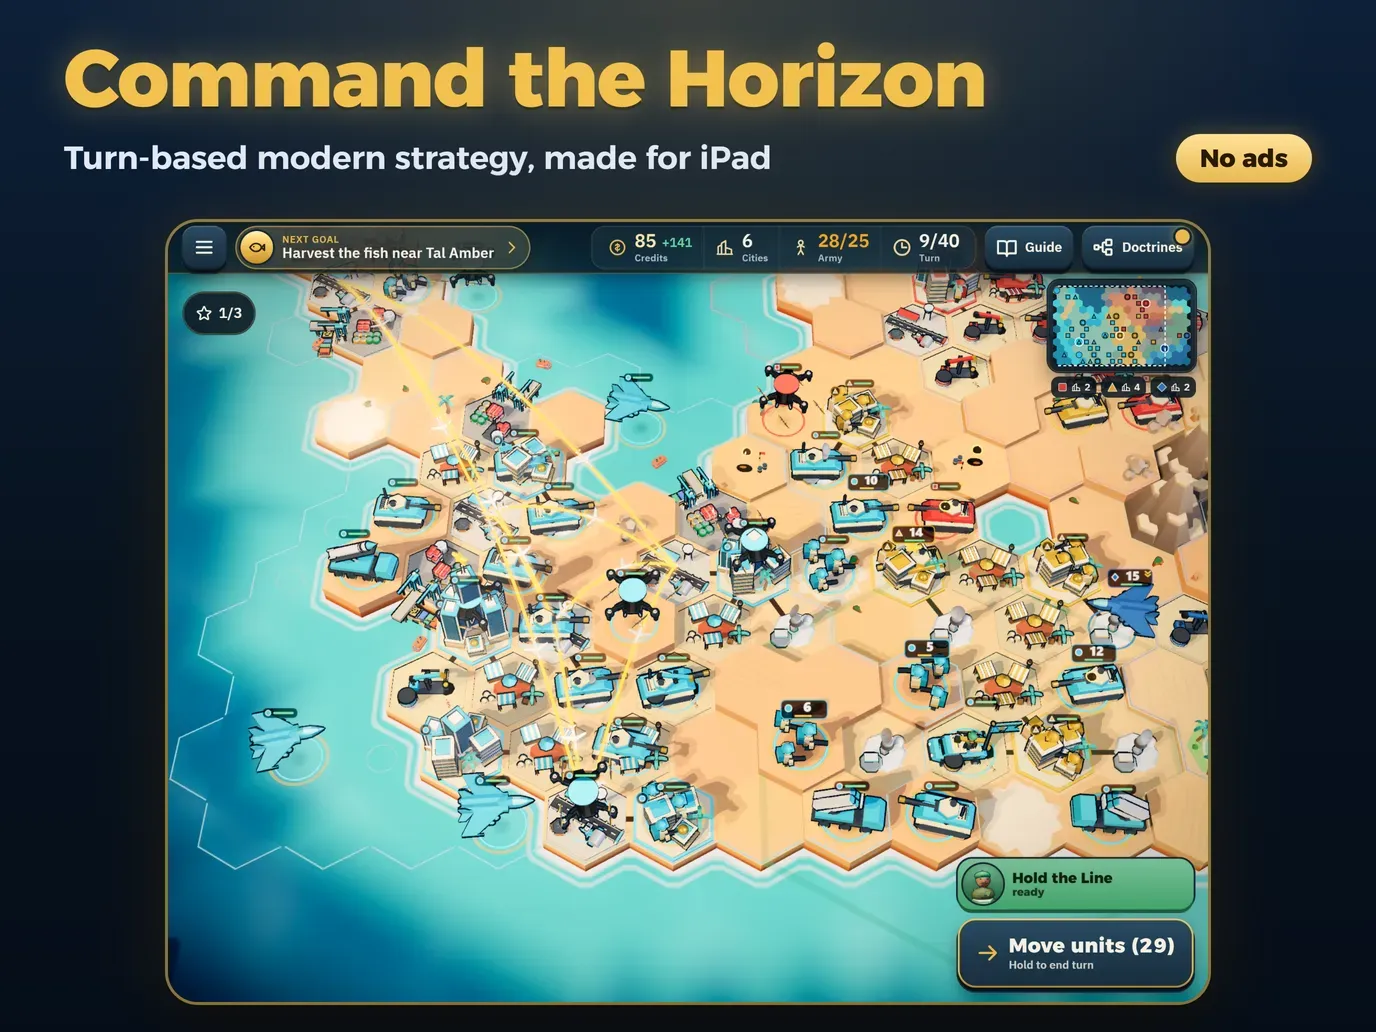 Command the Horizon
Turn-based modern strategy, made for iPad
No ads
NEXT GOAL
Harvest the fish near Tal Amber
85 +141
Credits
6
Cities
28/25
Army
9/40
Turn
Guide
Doctrines
1/3
2
4
2
10
14
15
5
12
6
Hold the Line
ready
Move units (29)
Hold to end turn